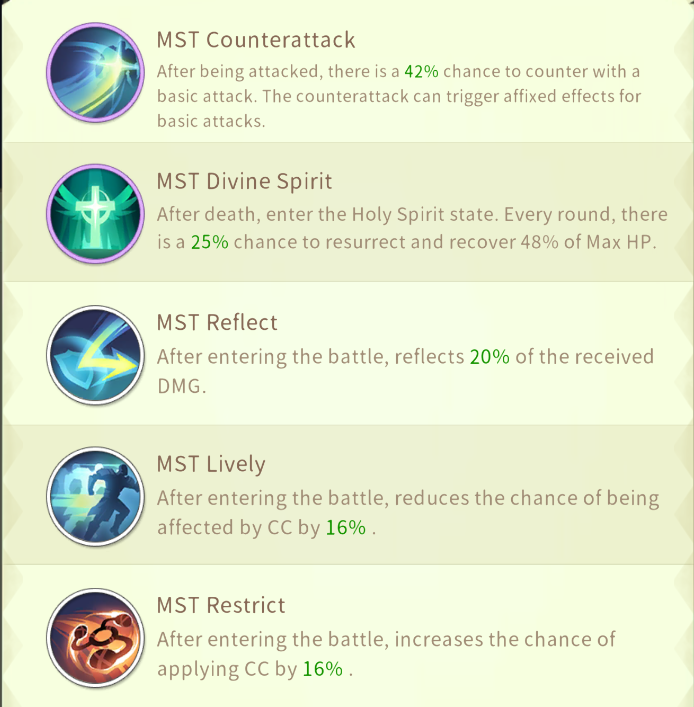 MST Counterattack
After being attacked, there is a 42% chance to counter with a
basic attack. The counterattack can trigger affixed effects for
basic attacks.
MST Divine Spirit
After death, enter the Holy Spirit state. Every round, there
is a 25% chance to resurrect and recover 48% of Max HP.
MST Reflect
After entering the battle, reflects 20% of the received
DMG.
MST Lively
After entering the battle, reduces the chance of being
affected by CC by 16% .
MST Restrict
After entering the battle, increases the chance of
applying CC by 16% .